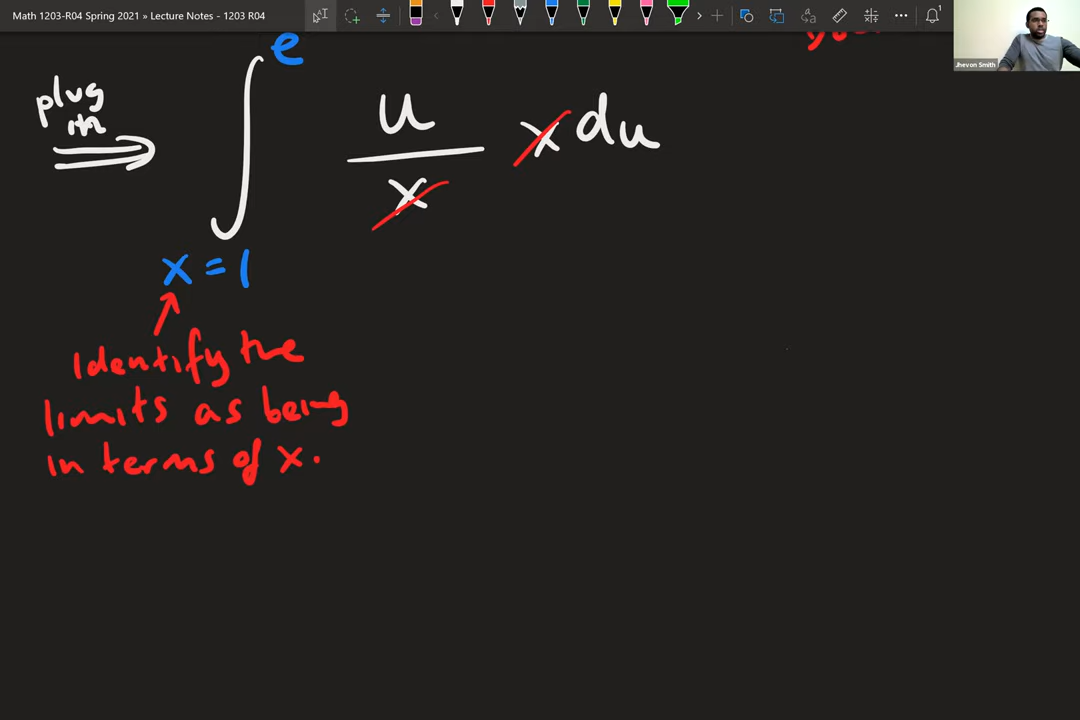 Math 1203-R04 Spring 2021 » Lecture Notes - 1203 R04
Jhevon Smith
plug in ⟹ ∫ e x = 1 u / x x du
Identify the
limits as being
in terms of x.